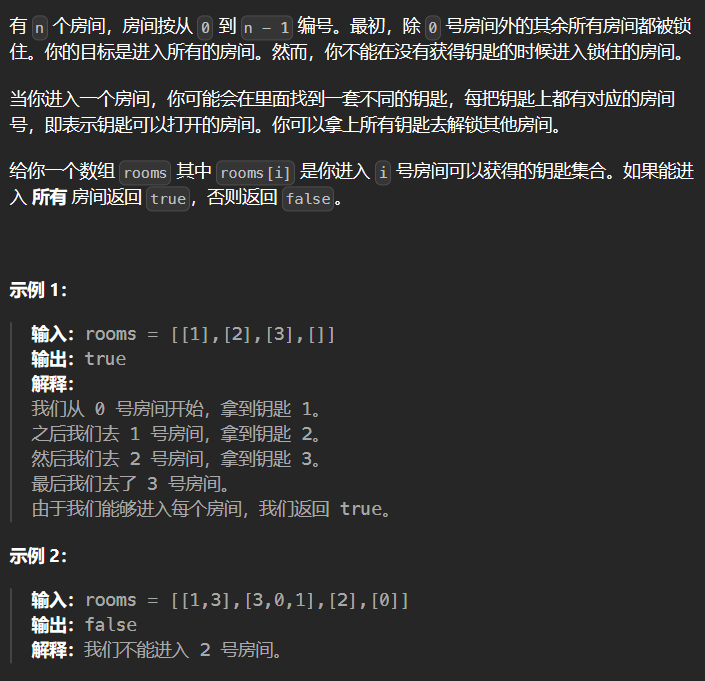 有 n 个房间，房间按从 0 到 n - 1 编号。最初，除 0 号房间外的其余所有房间都被锁
住。你的目标是进入所有的房间。然而，你不能在没有获得钥匙的时候进入锁住的房间。
当你进入一个房间，你可能会在里面找到一套不同的钥匙，每把钥匙上都有对应的房间
号，即表示钥匙可以打开的房间。你可以拿上所有钥匙去解锁其他房间。
给你一个数组 rooms 其中 rooms[i] 是你进入 i 号房间可以获得的钥匙集合。如果能进
入 所有 房间返回 true，否则返回 false。
示例 1：
输入：rooms = [[1],[2],[3],[]]
输出：true
解释：
我们从 0 号房间开始，拿到钥匙 1。
之后我们去 1 号房间，拿到钥匙 2。
然后我们去 2 号房间，拿到钥匙 3。
最后我们去了 3 号房间。
由于我们能够进入每个房间，我们返回 true。
示例 2：
输入：rooms = [[1,3],[3,0,1],[2],[0]]
输出：false
解释：我们不能进入 2 号房间。